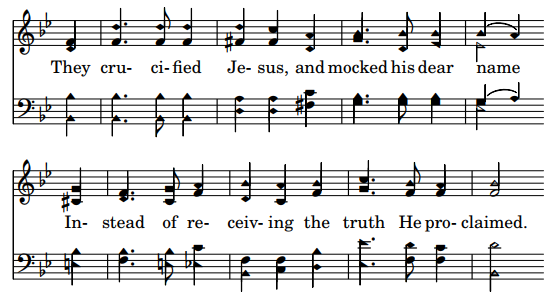 They cru- ci- fied Je- sus, and mocked his dear name
In- stead of re- ceiv- ing the truth He pro- claimed.